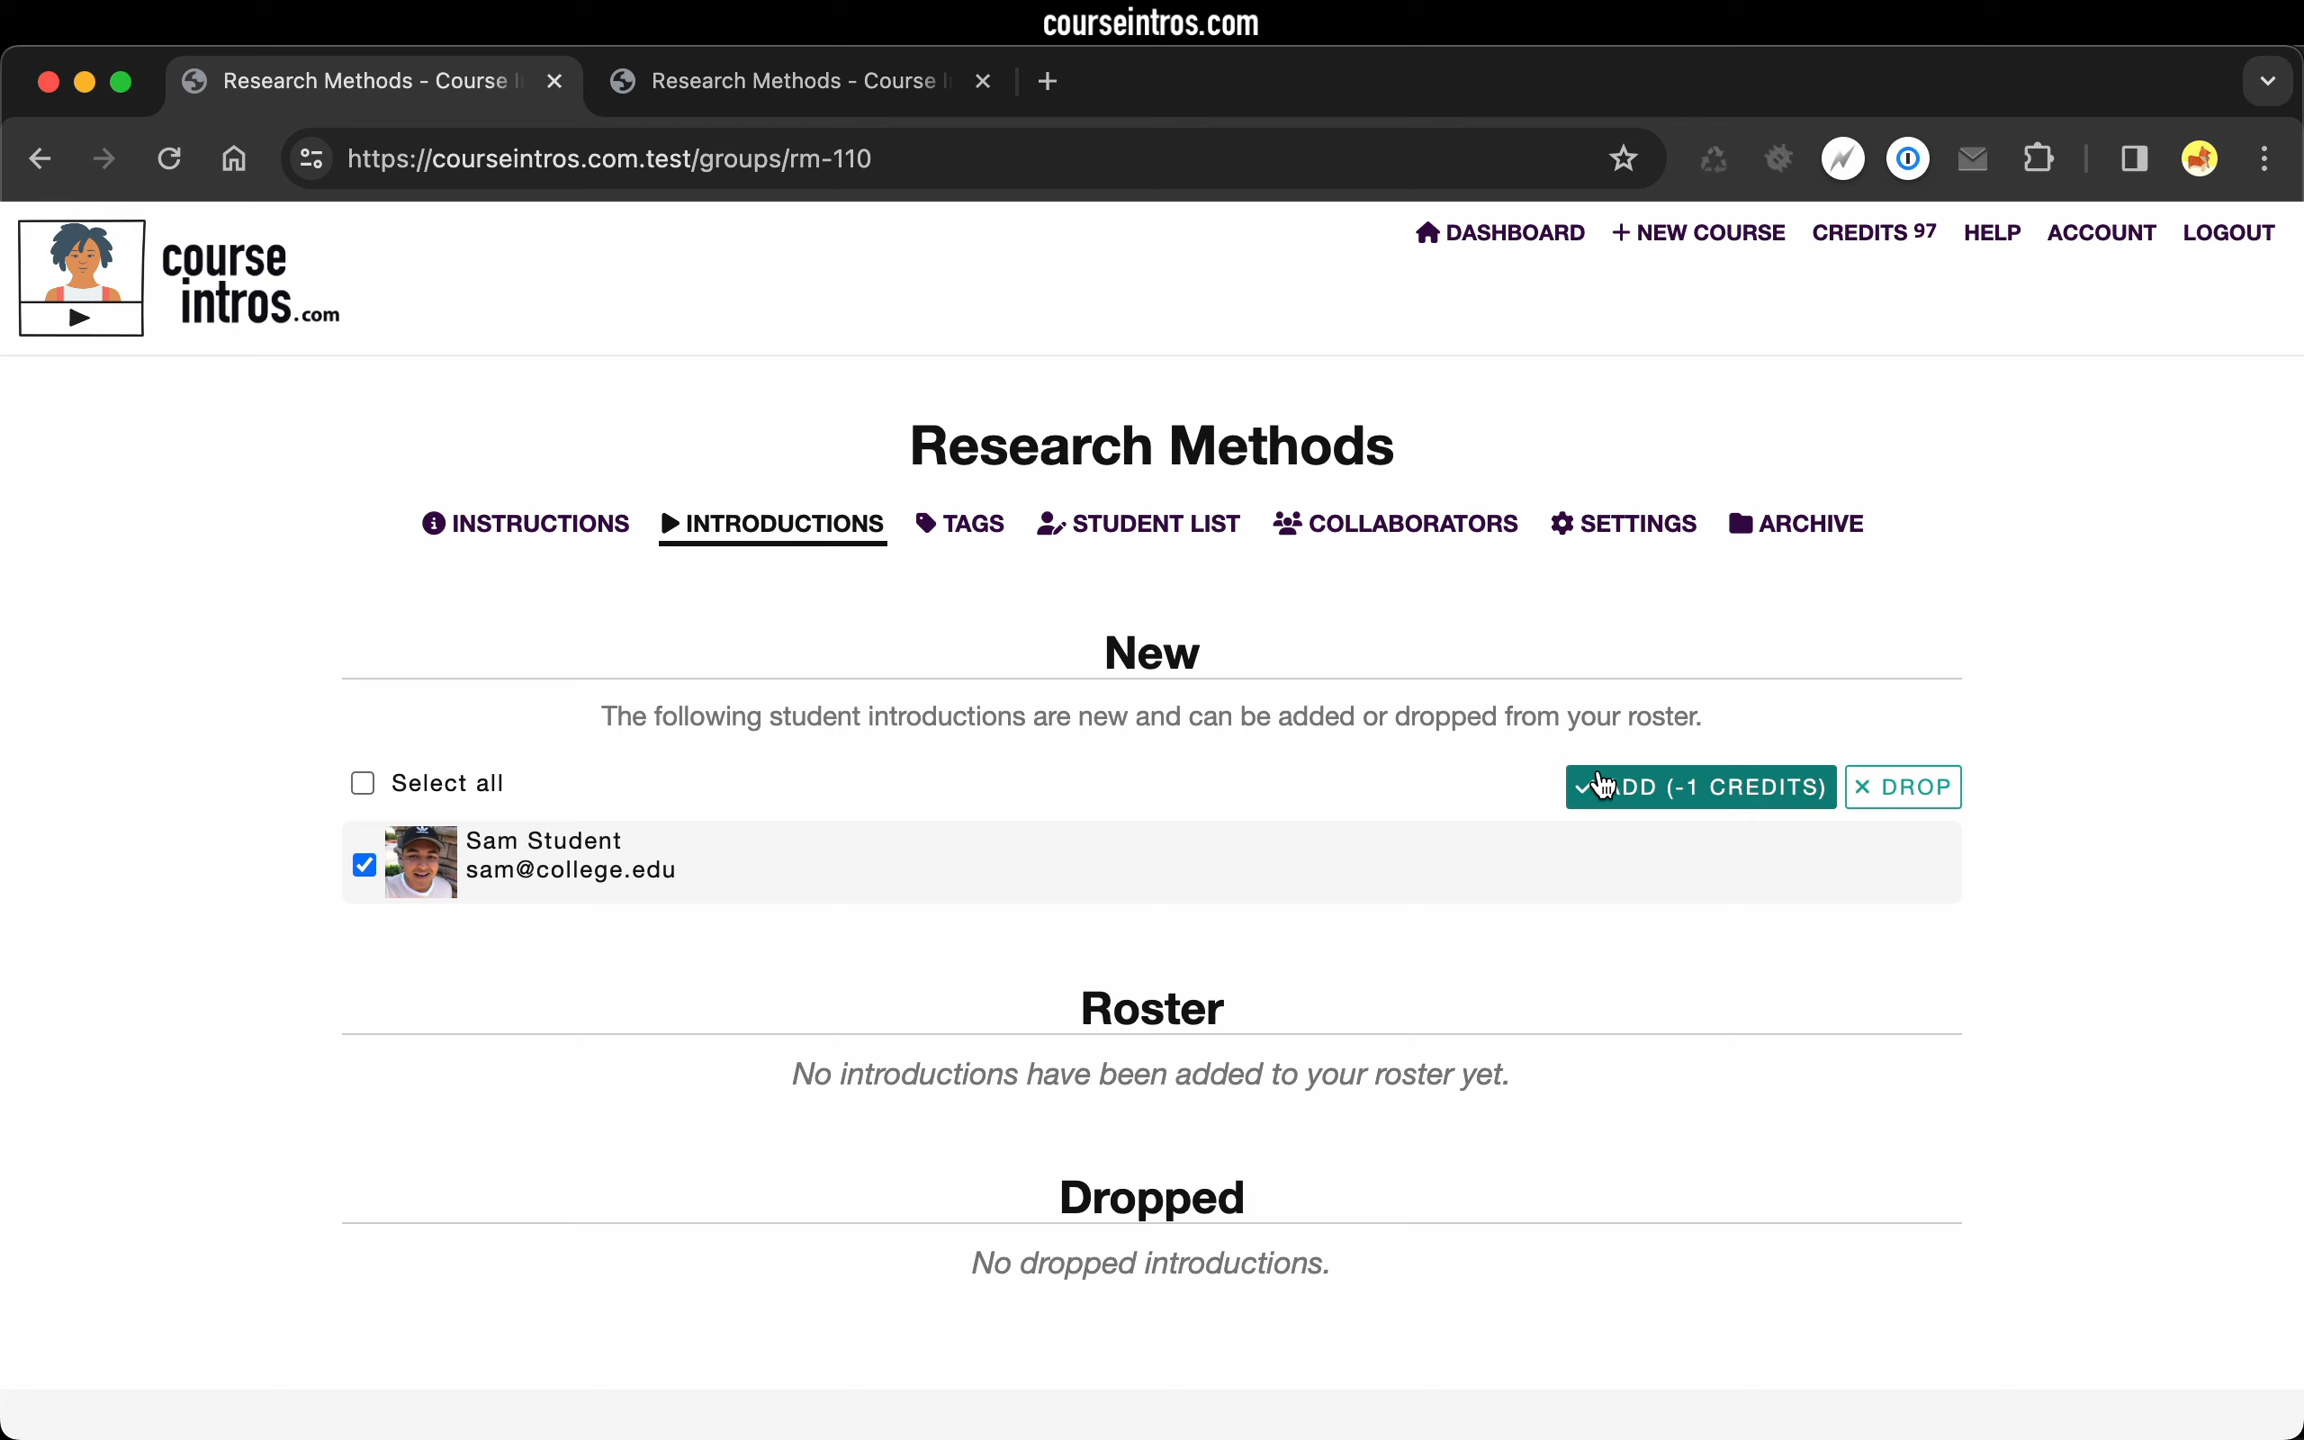 courseintros.com
Research Methods - Course I
Research Methods - Course I
https://courseintros.com.test/groups/rm-110
course
intros.com
DASHBOARD
+ NEW COURSE
CREDITS 97
HELP
ACCOUNT
LOGOUT
Research Methods
INSTRUCTIONS
INTRODUCTIONS
TAGS
STUDENT LIST
COLLABORATORS
SETTINGS
ARCHIVE
New
The following student introductions are new and can be added or dropped from your roster.
Select all
DD (-1 CREDITS)
DROP
Sam Student
sam@college.edu
Roster
No introductions have been added to your roster yet.
Dropped
No dropped introductions.